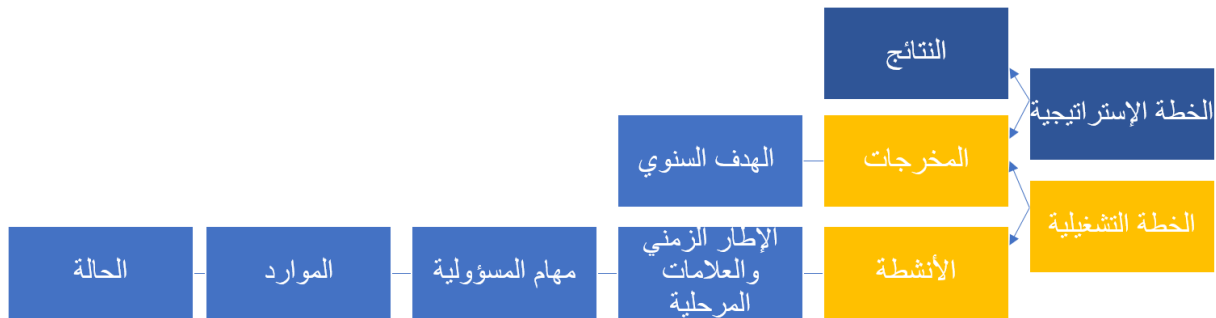 النتائج
الخطة الإستراتيجية
الهدف السنوي
المخرجات
الخطة التشغيلية
الأنشطة
الإطار الزمني
والعلامات
المرحلية
مهام المسؤولية
الموارد
الحالة